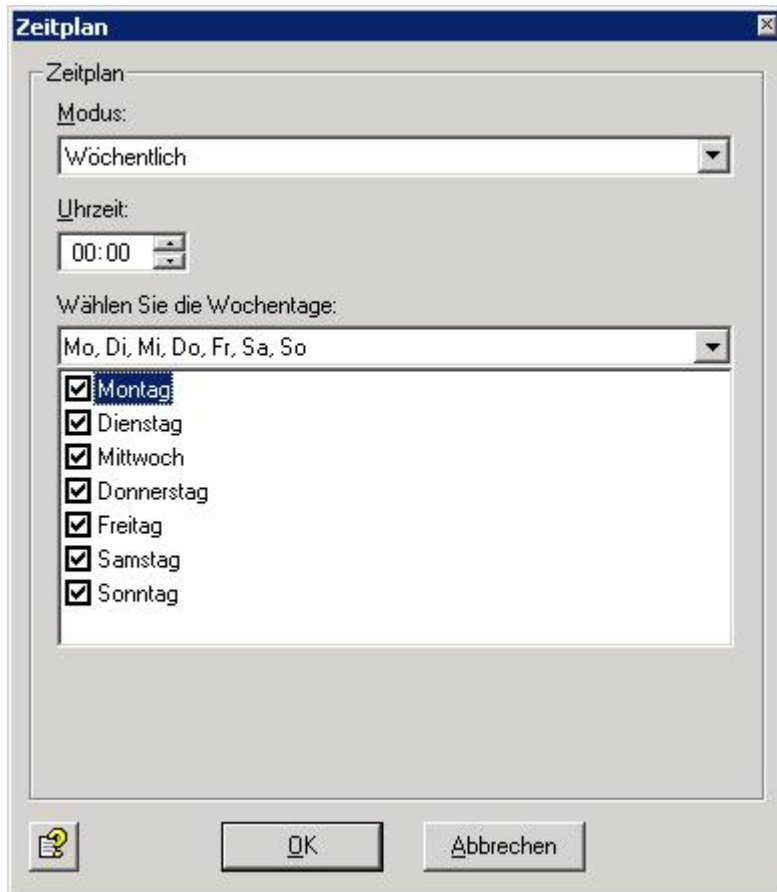 Zeitplan
Zeitplan
Modus:
Wöchentlich
Uhrzeit:
00:00
Wählen Sie die Wochentage:
Mo, Di, Mi, Do, Fr, Sa, So
Montag
Dienstag
Mittwoch
Donnerstag
Freitag
Samstag
Sonntag
OK
Abbrechen